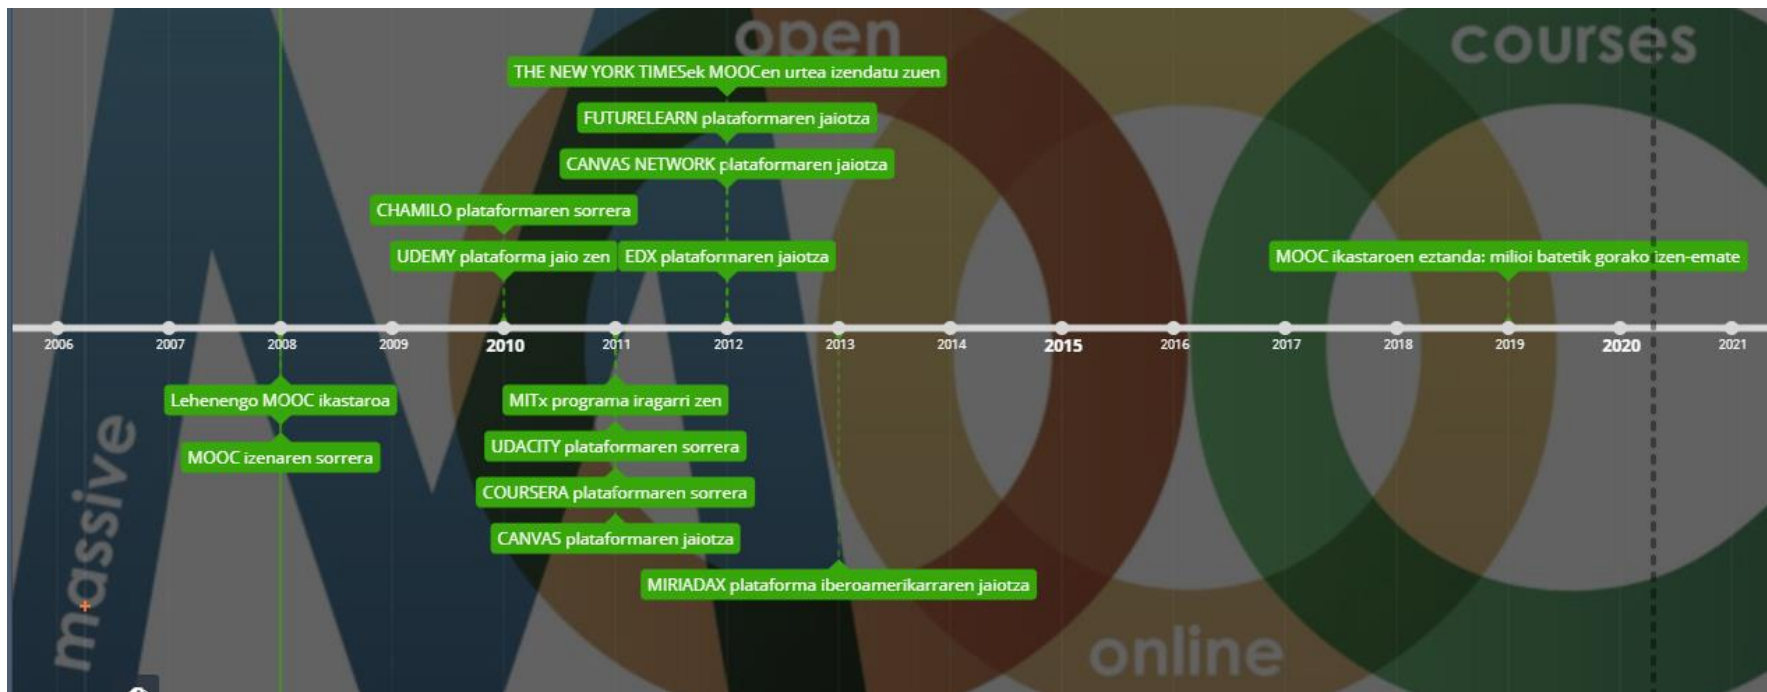 open
courses
THE NEW YORK TIMESek MOOCen urtea izendatu zuen
FUTURELEARN plataformaren jaiotza
CANVAS NETWORK plataformaren jaiotza
CHAMILO plataformaren sorrera
UDEMY plataforma jaio zen
EDX plataformaren jaiotza
MOOC ikastaroen eztanda: milioi batetik gorako izen-emate
2006 2007 2008 2009 2010 2011 2012 2013 2014 2015 2016 2017 2018 2019 2020 2021
Lehenengo MOOC ikastaroa
MITx programa iragarri zen
MOOC izenaren sorrera
UDACITY plataformaren sorrera
COURSERA plataformaren sorrera
CANVAS plataformaren jaiotza
MIRIADAX plataforma iberoamerikarraren jaiotza
massive
online